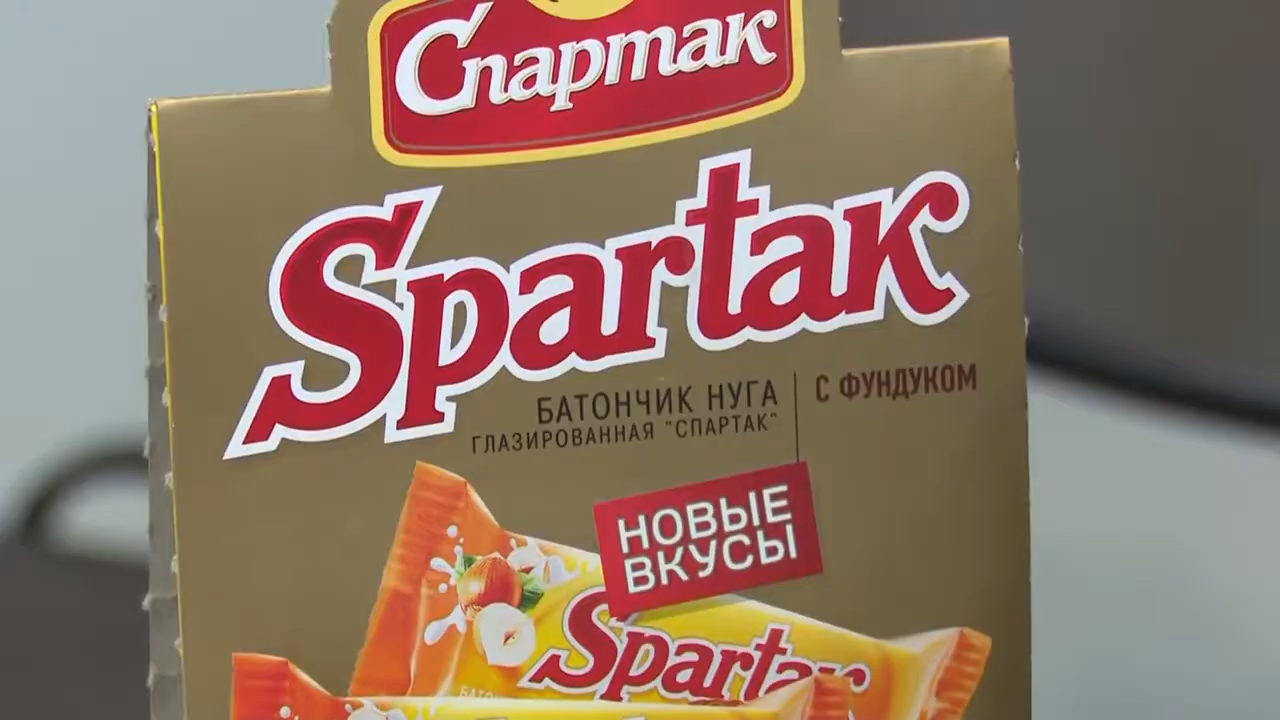 Спартак
Spartak
БАТОНЧИК НУГА
ГЛАЗИРОВАННАЯ "СПАРТАК"
С ФУНДУКОМ
НОВЫЕ
ВКУСЫ
Spartak